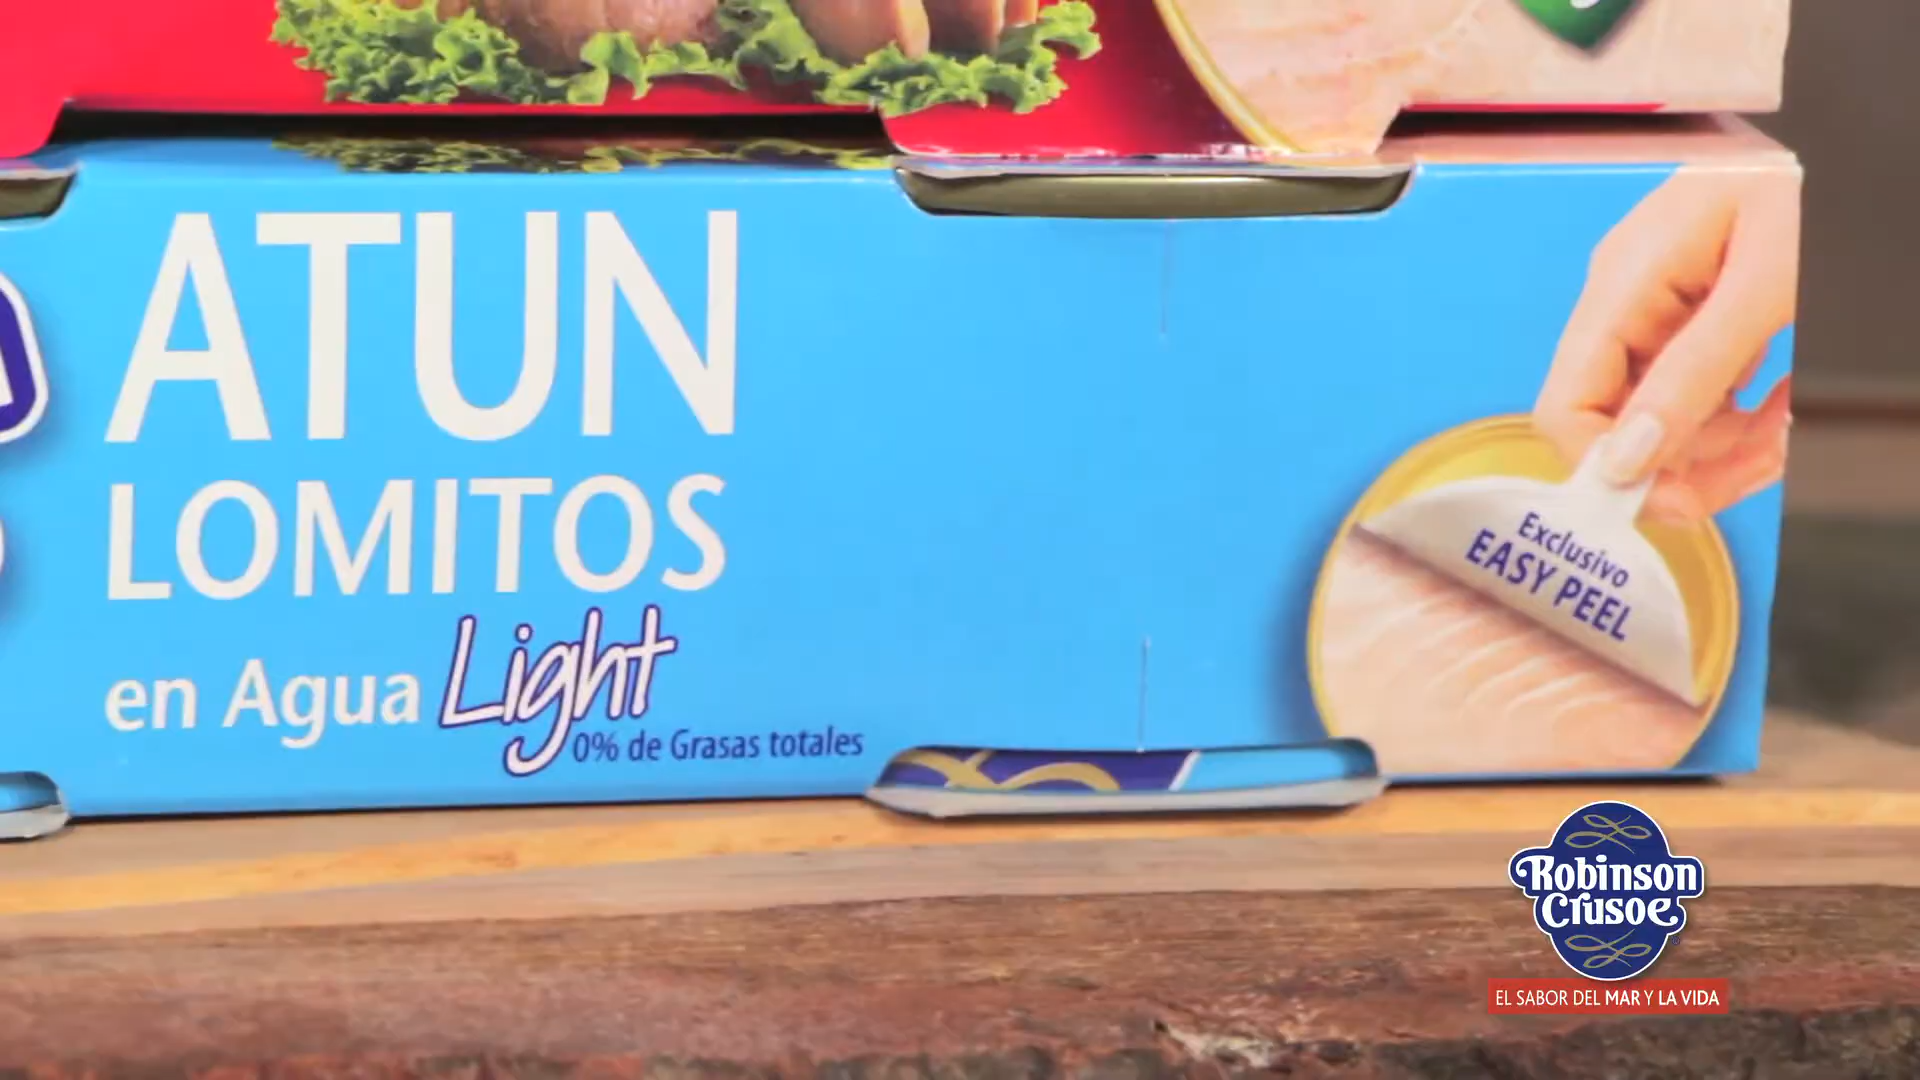 ATUN
LOMITOS
en Agua Light
0% de Grasas totales
Exclusivo
EASY PEEL
Robinson
Crusoe
EL SABOR DEL MAR Y LA VIDA